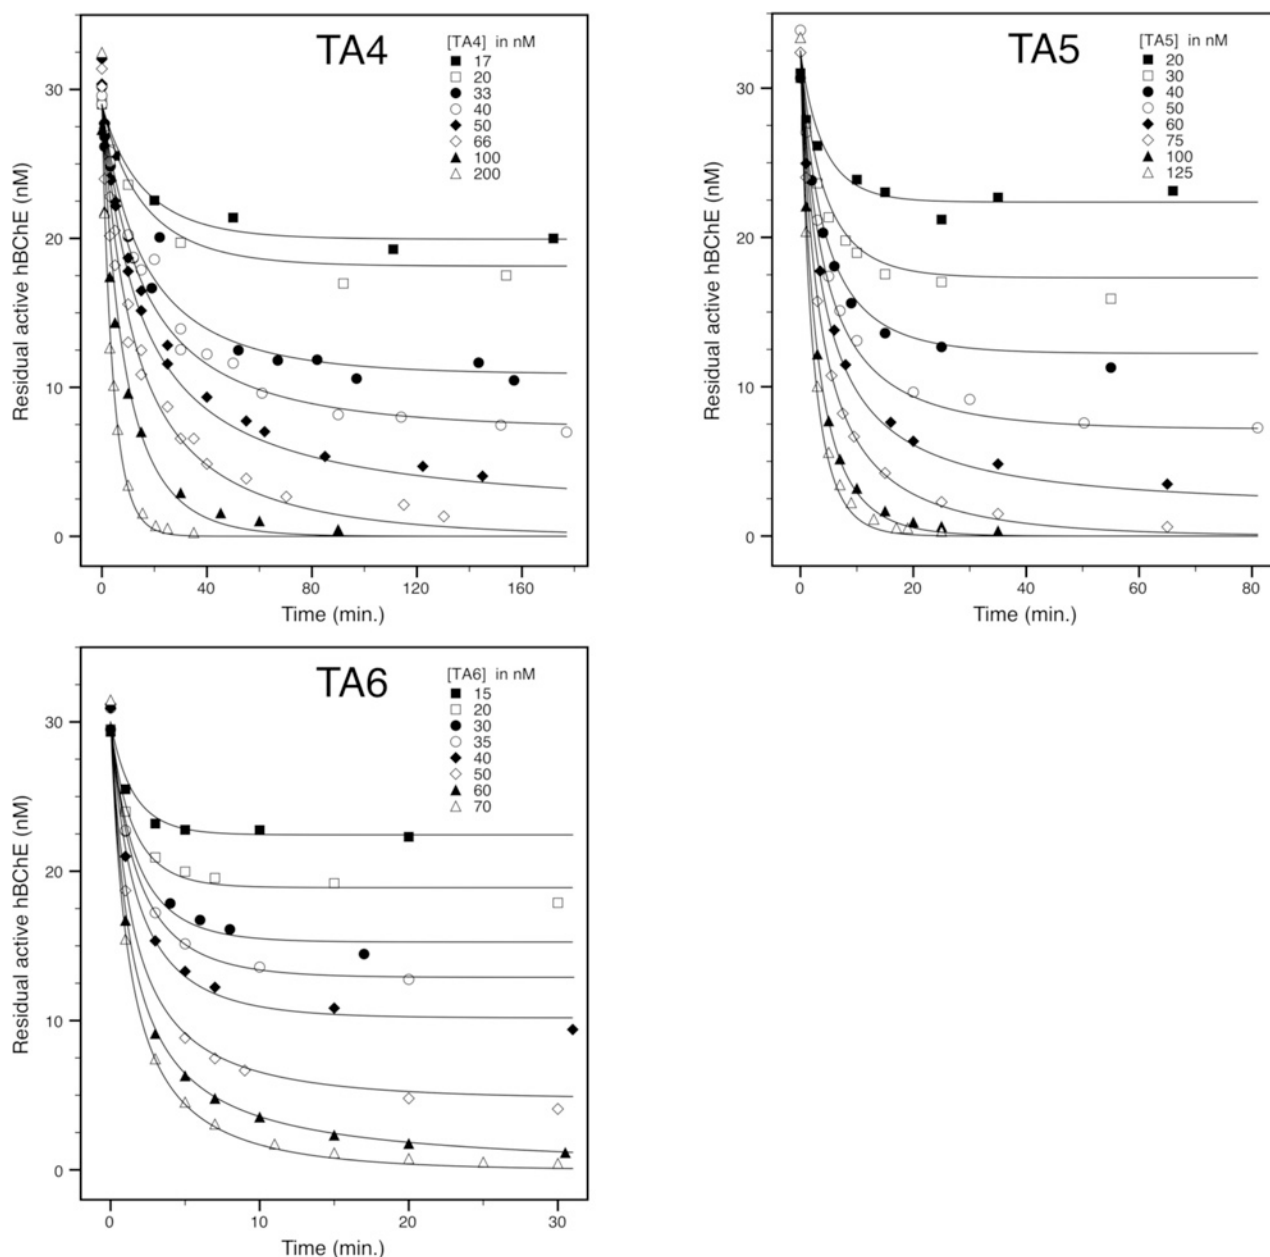 TA4
[TA4] in nM
17
20
33
40
50
66
100
200
Residual active hBChE (nM)
30
20
10
0
0 40 80 120 160
Time (min.)
TA5
[TA5] in nM
20
30
40
50
60
75
100
125
Residual active hBChE (nM)
30
20
10
0
0 20 40 60 80
Time (min.)
TA6
[TA6] in nM
15
20
30
35
40
50
60
70
Residual active hBChE (nM)
30
20
10
0
0 10 20 30
Time (min.)